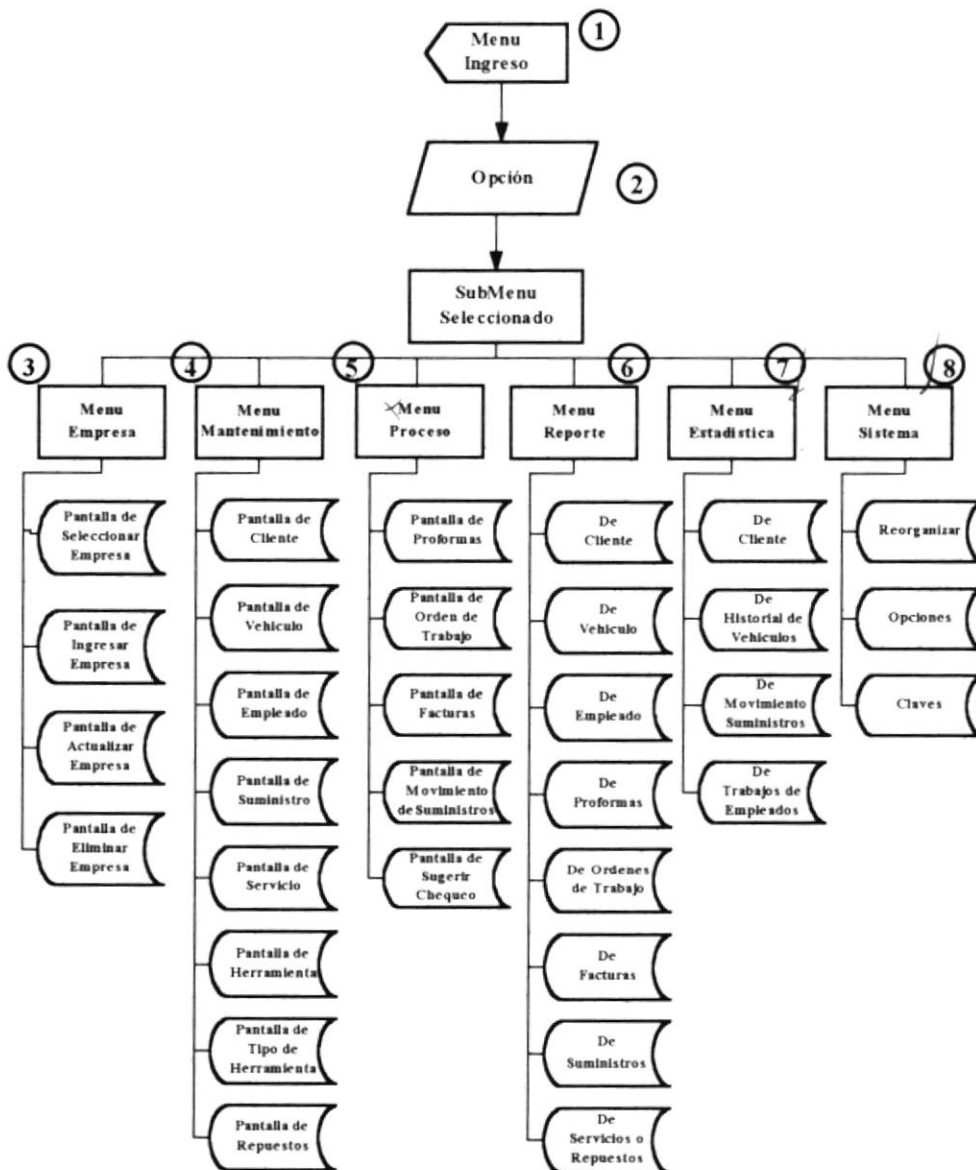 Menu
Ingreso
1
Opción
2
SubMenu
Seleccionado
3
4
5
6
7
8
Menu
Empresa
Menu
Mantenimiento
Menu
Proceso
Menu
Reporte
Menu
Estadistica
Menu
Sistema
Pantalla de
Seleccionar
Empresa
Pantalla de
Ingresar
Empresa
Pantalla de
Actualizar
Empresa
Pantalla de
Eliminar
Empresa
Pantalla de
Cliente
Pantalla de
Vehiculo
Pantalla de
Empleado
Pantalla de
Suministro
Pantalla de
Servicio
Pantalla de
Herramienta
Pantalla de
Tipo de
Herramienta
Pantalla de
Repuestos
Pantalla de
Proformas
Pantalla de
Orden de
Trabajo
Pantalla de
Facturas
Pantalla de
Movimiento
de Suministros
Pantalla de
Sugerir
Chequeo
De
Cliente
De
Vehiculo
De
Empleado
De
Proformas
De Ordenes
de Trabajo
De
Facturas
De
Suministros
De
Servicios o
Repuestos
De
Cliente
De
Historial de
Vehiculos
De
Movimiento
Suministros
De
Trabajos de
Empleados
Reorganizar
Opciones
Claves